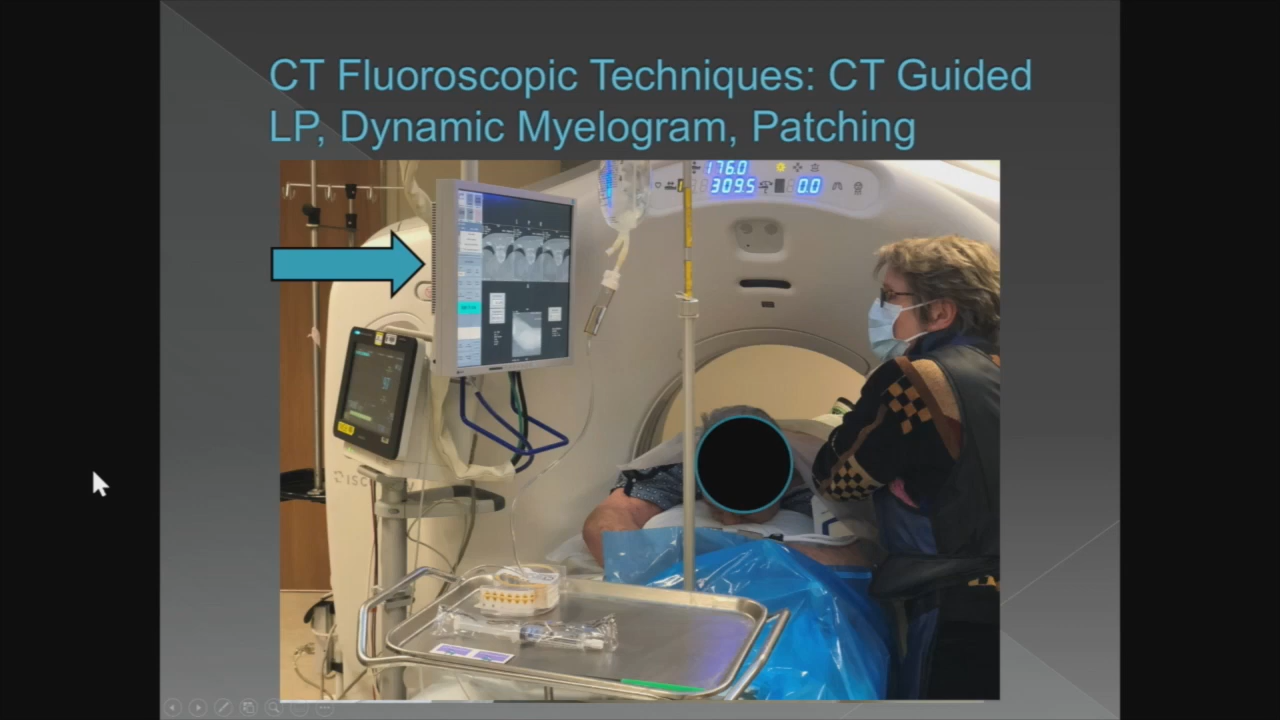 CT Fluoroscopic Techniques: CT Guided
LP, Dynamic Myelogram, Patching
176.0
309.5
0.0